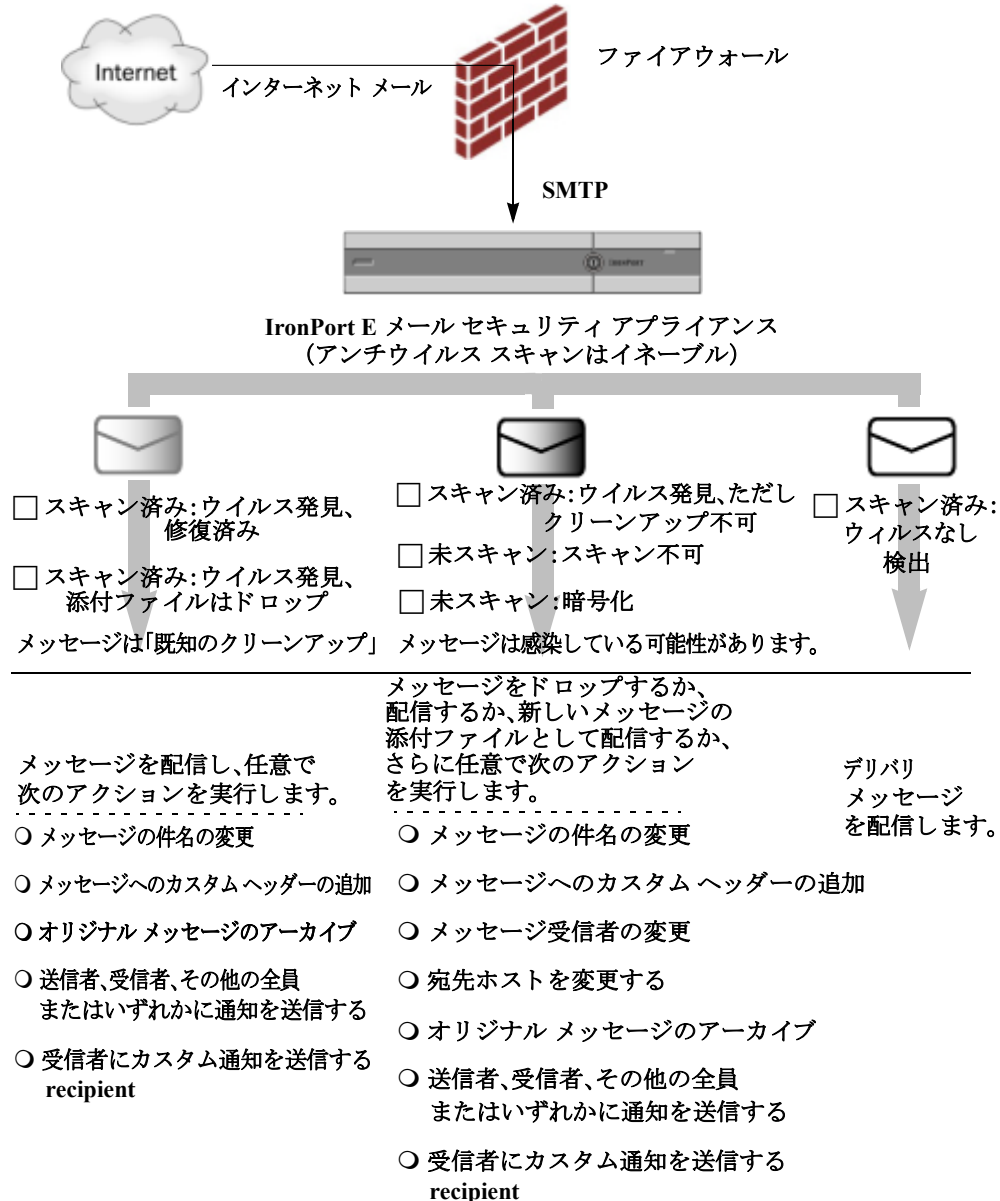 Internet
インターネット メール
ファイアウォール
SMTP
IRONPORT
IronPort E メール セキュリティ アプライアンス
（アンチウイルス スキャンはイネーブル）
□ スキャン済み：ウイルス発見、
修復済み
□ スキャン済み：ウイルス発見、
添付ファイルはドロップ
メッセージは「既知のクリーンアップ」
□ スキャン済み：ウイルス発見、ただし
クリーンアップ不可
□ 未スキャン：スキャン不可
□ 未スキャン：暗号化
メッセージは感染している可能性があります。
□ スキャン済み：
ウィルスなし
検出
メッセージを配信し、任意で
次のアクションを実行します。
○ メッセージの件名の変更
○ メッセージへのカスタム ヘッダーの追加
○ オリジナル メッセージのアーカイブ
○ 送信者、受信者、その他の全員
またはいずれかに通知を送信する
○ 受信者にカスタム通知を送信する
recipient
メッセージをドロップするか、
配信するか、新しいメッセージの
添付ファイルとして配信するか、
さらに任意で次のアクション
を実行します。
○ メッセージの件名の変更
○ メッセージへのカスタム ヘッダーの追加
○ メッセージ受信者の変更
○ 宛先ホストを変更する
○ オリジナル メッセージのアーカイブ
○ 送信者、受信者、その他の全員
またはいずれかに通知を送信する
○ 受信者にカスタム通知を送信する
recipient
デリバリ
メッセージ
を配信します。